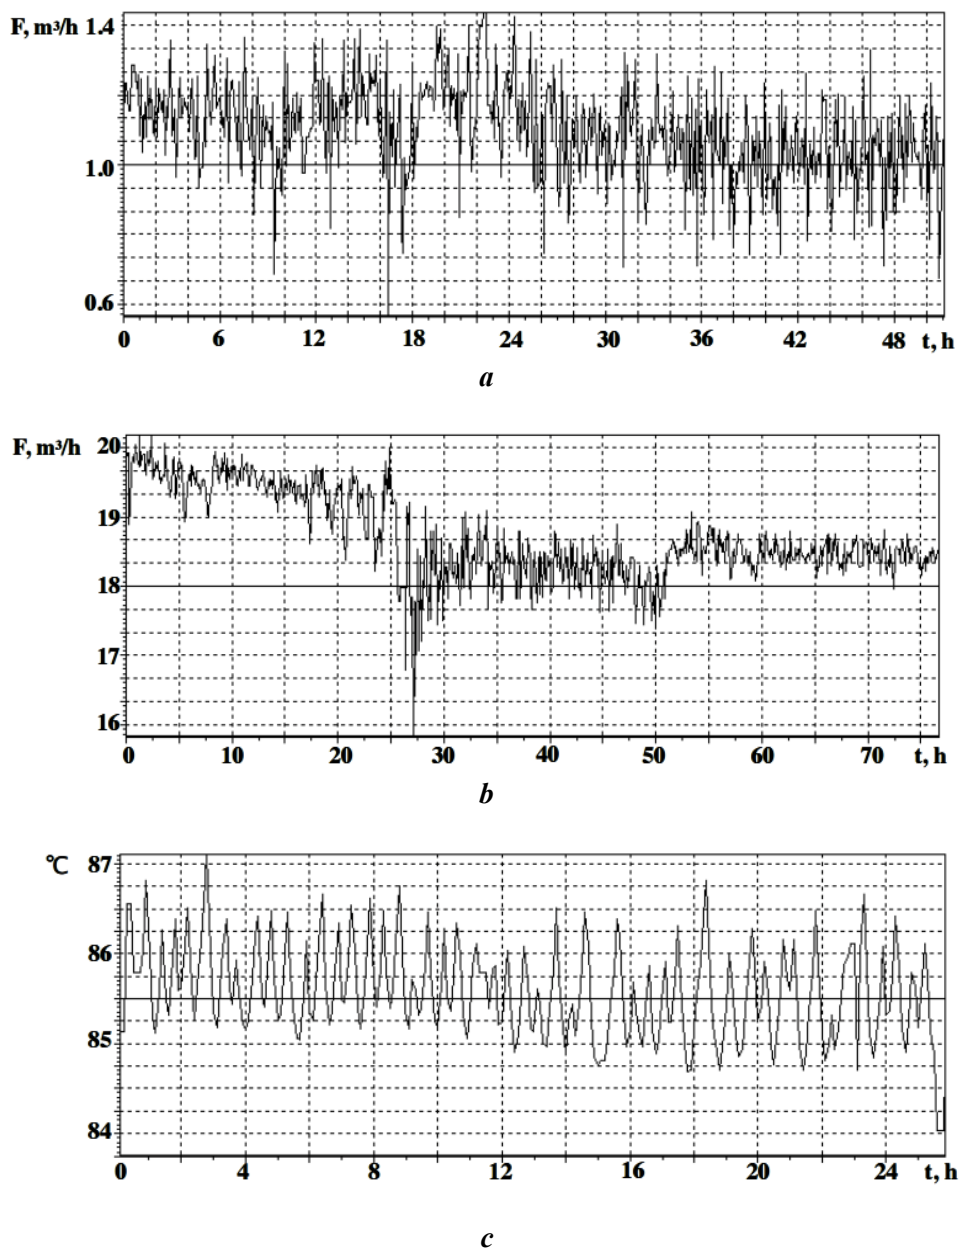 F, m³/h 1.4
1.0
0.6
0 6 12 18 24 30 36 42 48 t, h
a
F, m³/h 20
19
18
17
16
0 10 20 30 40 50 60 70 t, h
b
℃ 87
86
85
84
0 4 8 12 16 20 24 t, h
c